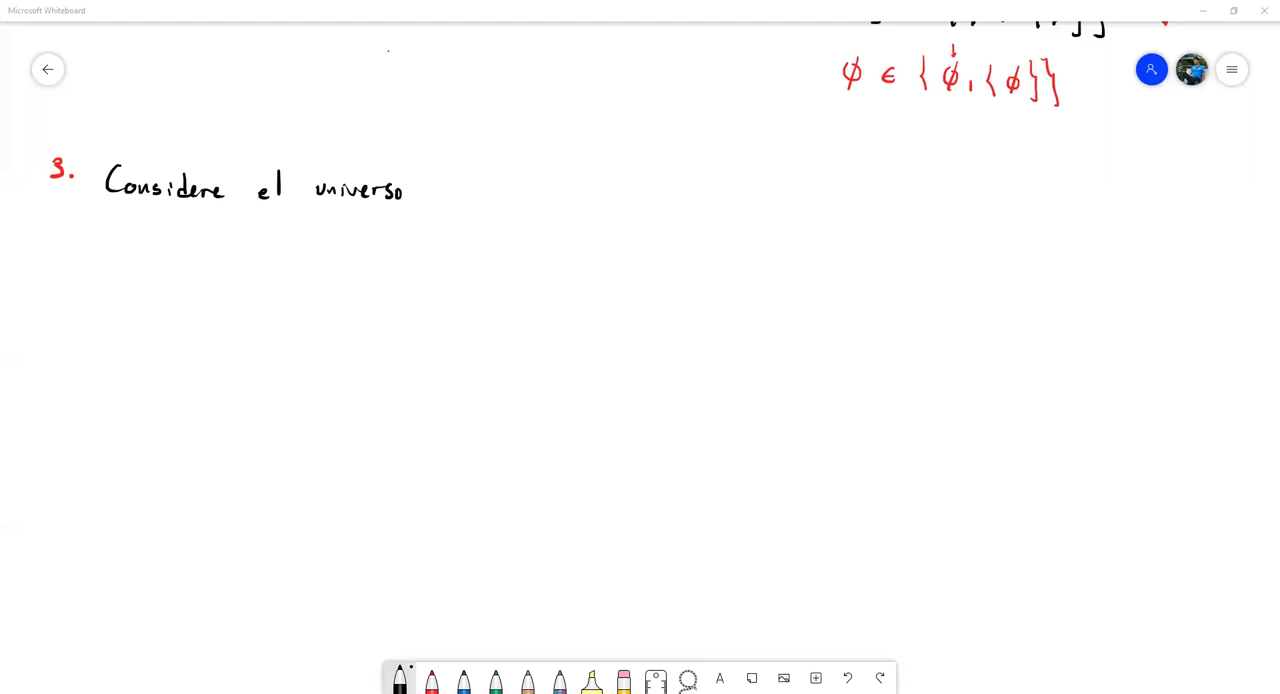 Microsoft Whiteboard
ϕ ∈ {ϕ, {ϕ}}
3. Considere el universo
A